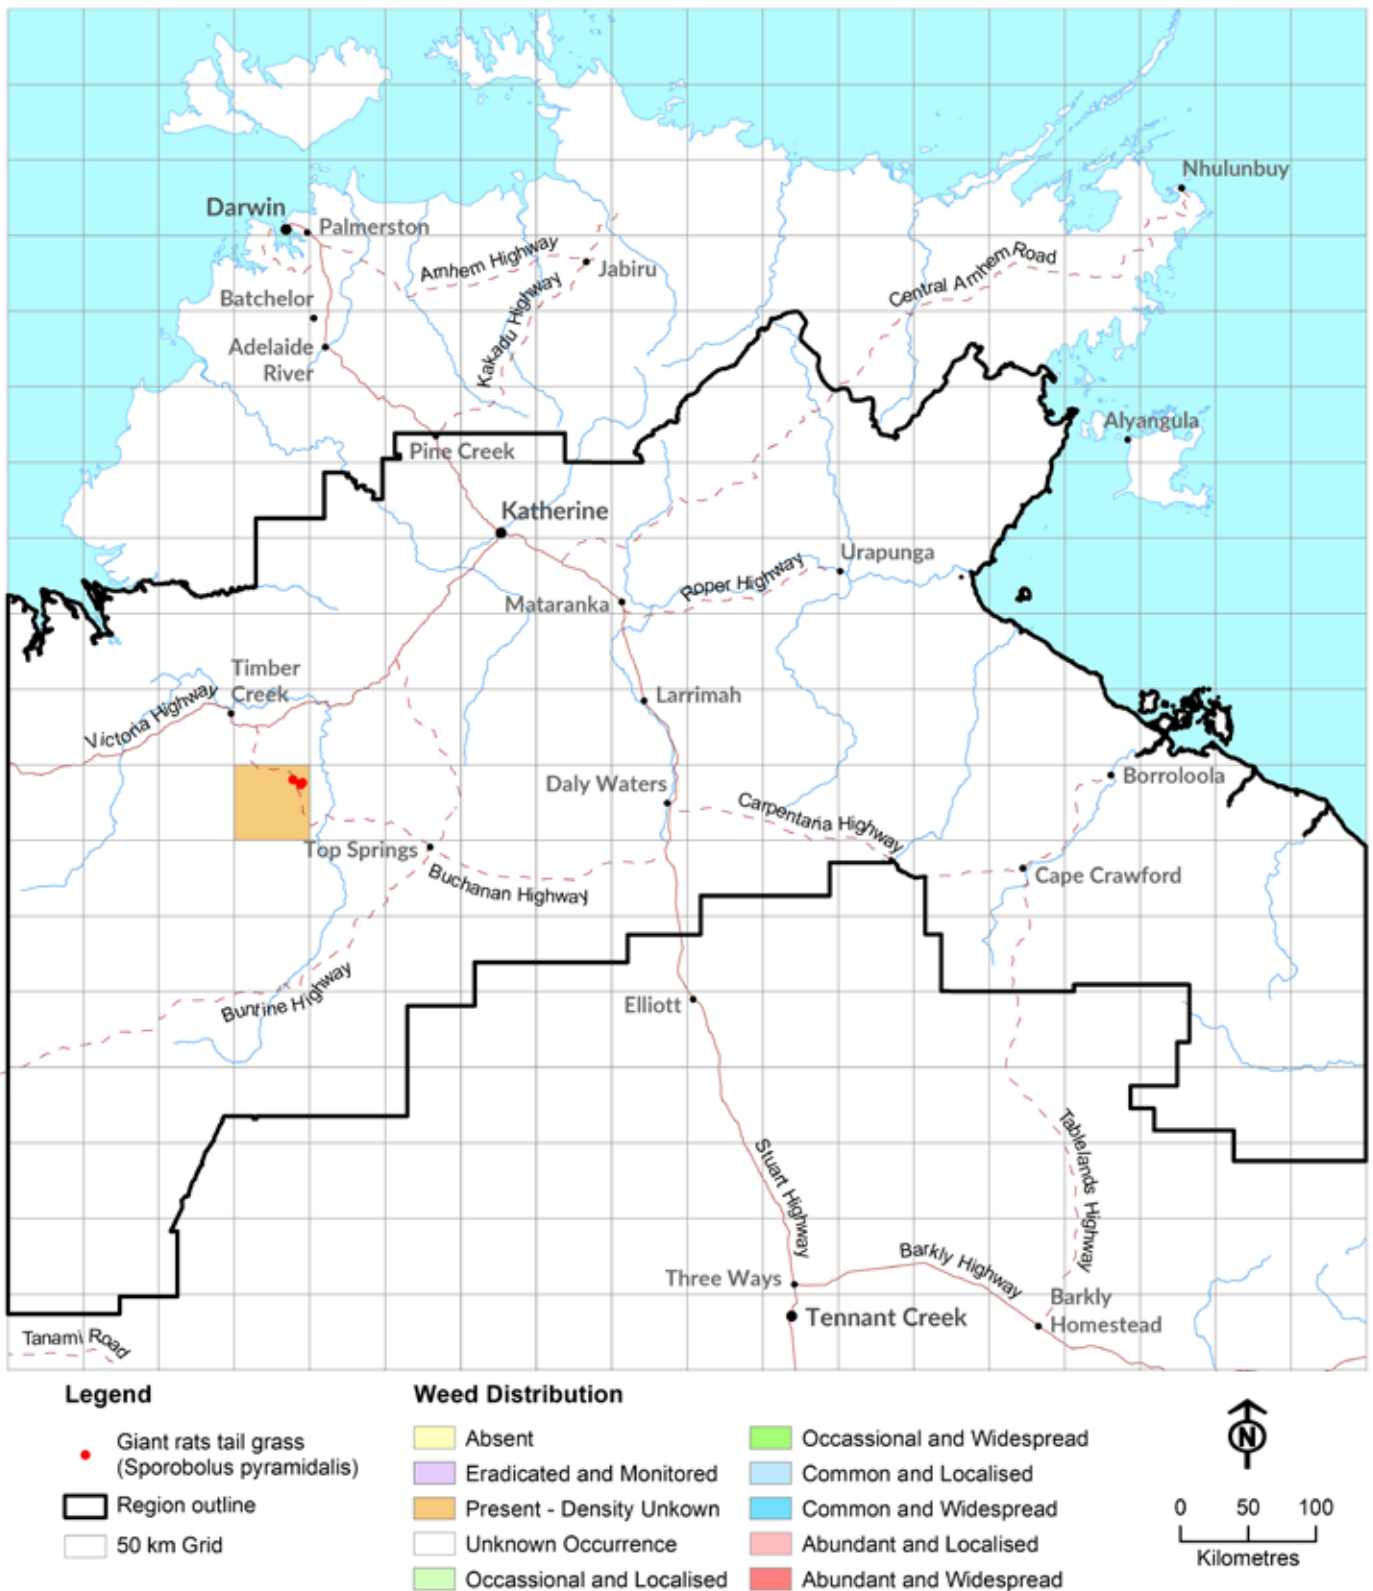 Nhulunbuy
Darwin
Palmerston
Arnhem Highway
Jabiru
Central Arnhem Road
Batchelor
Kakadu Highway
Adelaide
River
Alyangula
Pine Creek
Katherine
Urapunga
Roper Highway
Mataranka
Timber
Creek
Victoria Highway
Larrimah
Daly Waters
Borroloola
Carpentaria Highway
Top Springs
Buchanan Highway
Cape Crawford
Buntine Highway
Elliott
Tablelands Highway
Stuart Highway
Barkly Highway
Three Ways
Barkly
Homestead
Tennant Creek
Tanami Road
Legend
Giant rats tail grass
(Sporobolus pyramidalis)
Region outline
50 km Grid
Weed Distribution
Absent
Eradicated and Monitored
Present - Density Unkown
Unknown Occurrence
Occassional and Localised
Occassional and Widespread
Common and Localised
Common and Widespread
Abundant and Localised
Abundant and Widespread
N
0 50 100
Kilometres